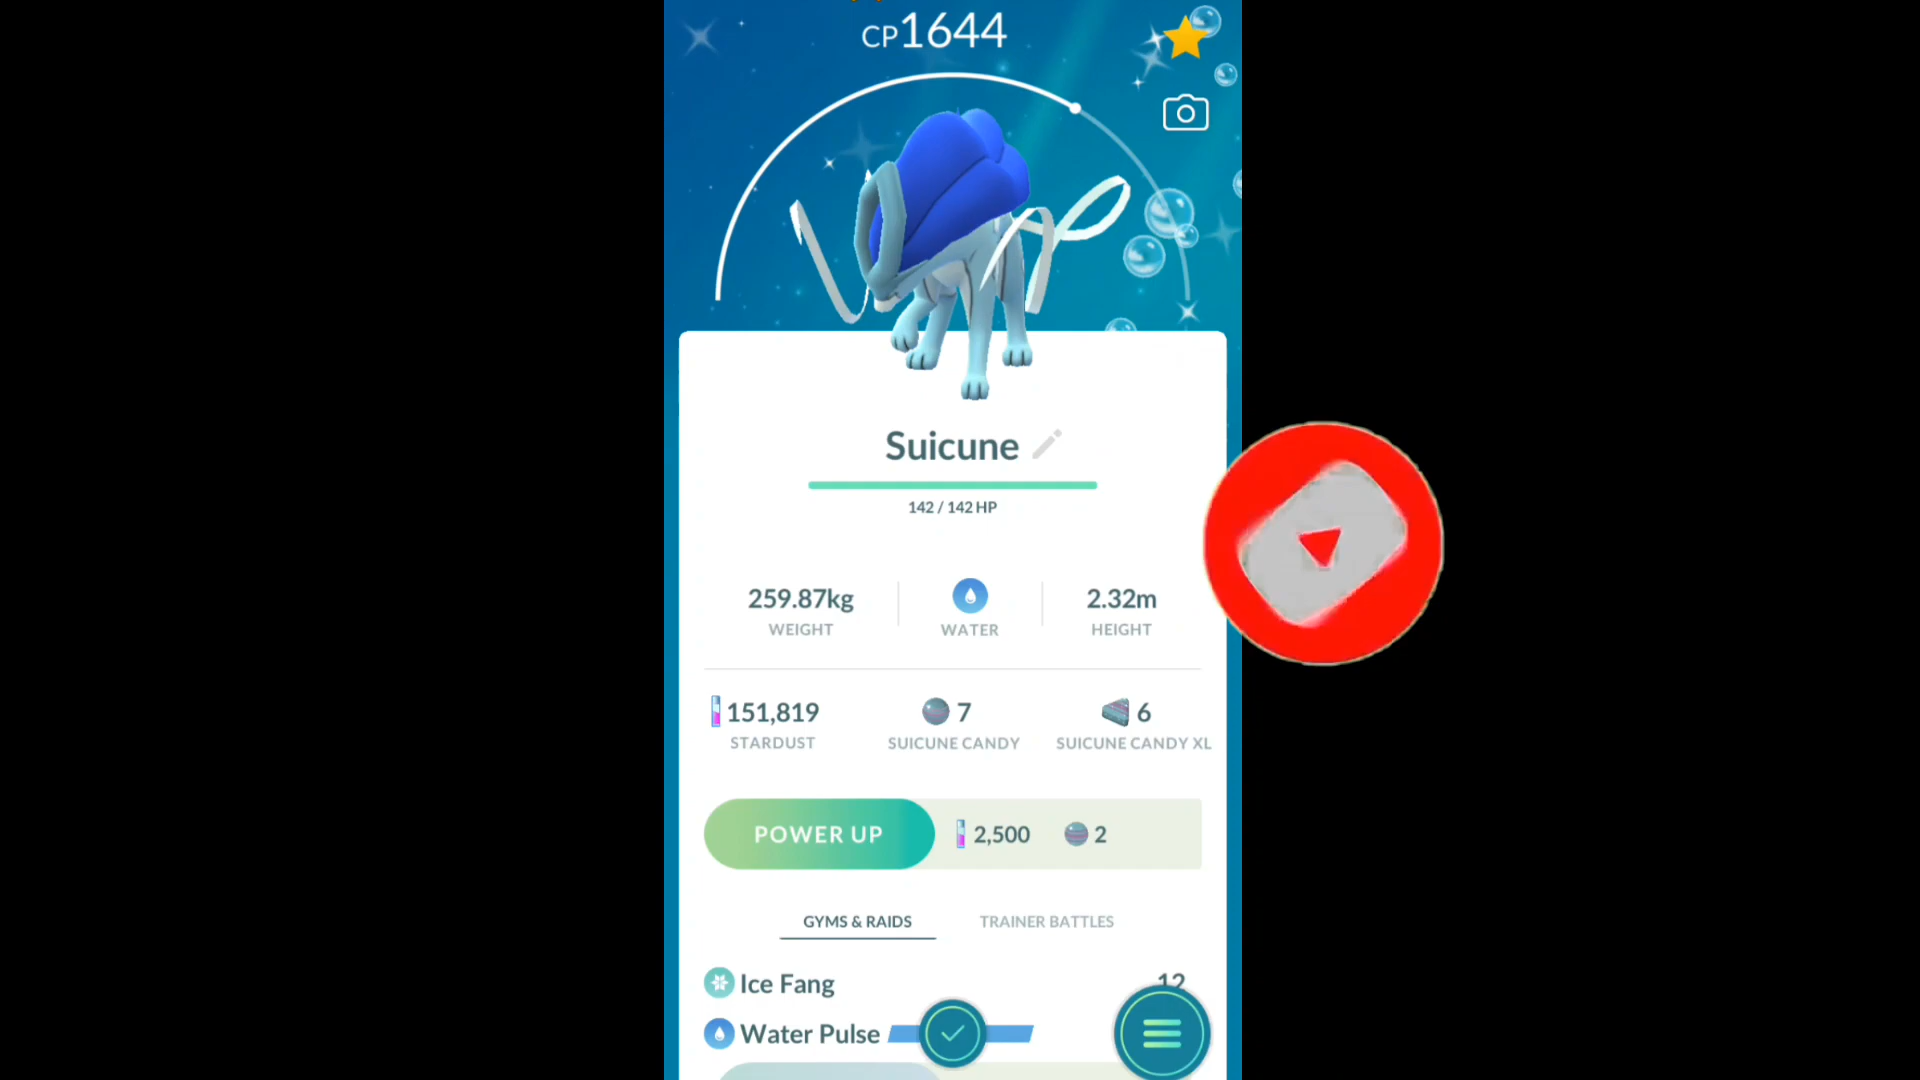 CP1644
Suicune
142 / 142 HP
259.87kg
WEIGHT
WATER
2.32m
HEIGHT
151,819
STARDUST
7
SUICUNE CANDY
6
SUICUNE CANDY XL
POWER UP
2,500
2
GYMS & RAIDS
TRAINER BATTLES
Ice Fang
12
Water Pulse